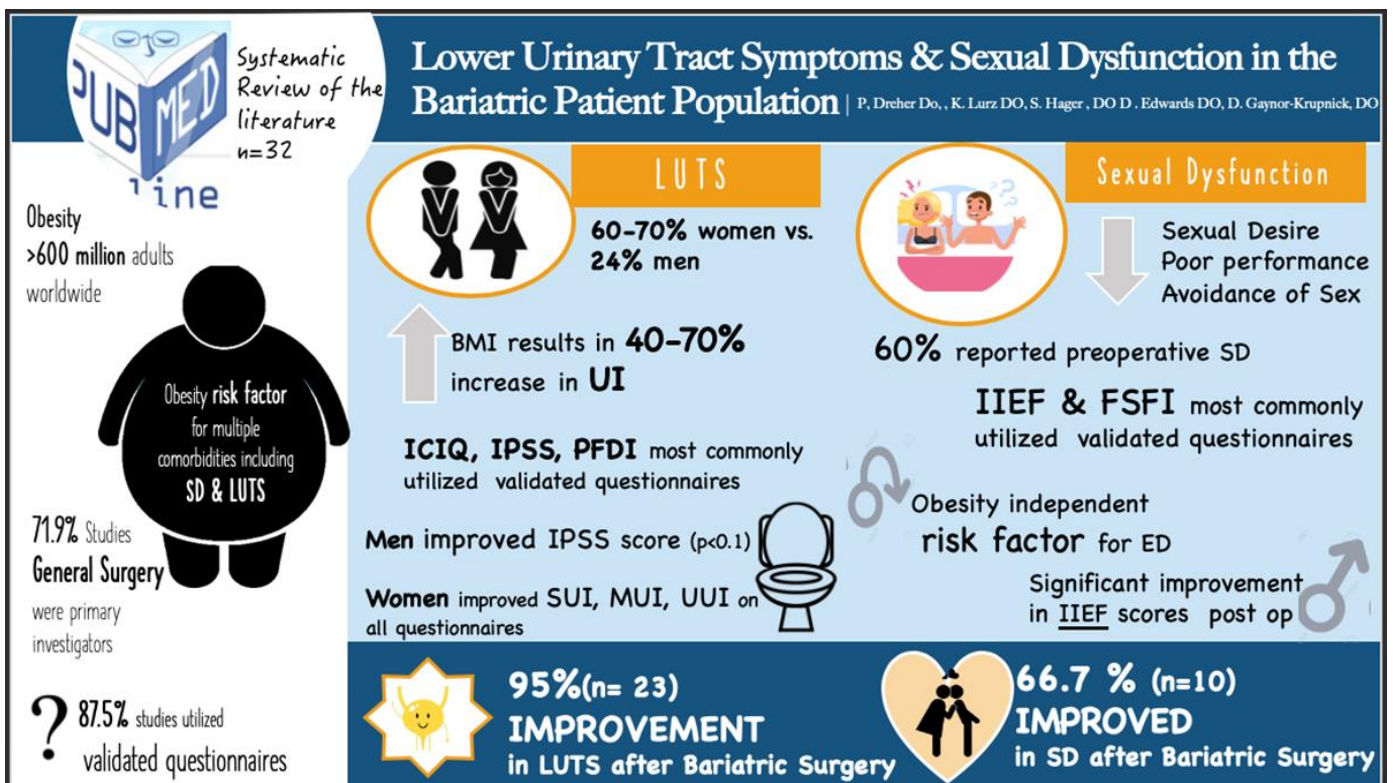 PUB
MED
line
Systematic
Review of the
literature
n=32
Lower Urinary Tract Symptoms & Sexual Dysfunction in the
Bariatric Patient Population | P, Dreher Do, , K. Lurz DO, S. Hager , DO D . Edwards DO, D. Gaynor-Krupnick, DO
Obesity
>600 million adults
worldwide
Obesity risk factor
for multiple
comorbidities including
SD & LUTS
71.9% Studies
General Surgery
were primary
investigators
? 87.5% studies utilized
validated questionnaires
LUTS
60-70% women vs.
24% men
BMI results in 40-70%
increase in UI
ICIQ, IPSS, PFDI most commonly
utilized validated questionnaires
Men improved IPSS score (p<0.1)
Women improved SUI, MUI, UUI on
all questionnaires
Sexual Dysfunction
Sexual Desire
Poor performance
Avoidance of Sex
60% reported preoperative SD
IIEF & FSFI most commonly
utilized validated questionnaires
Obesity independent
risk factor for ED
Significant improvement
in IIEF scores post op
95%(n= 23)
IMPROVEMENT
in LUTS after Bariatric Surgery
66.7 % (n=10)
IMPROVED
in SD after Bariatric Surgery